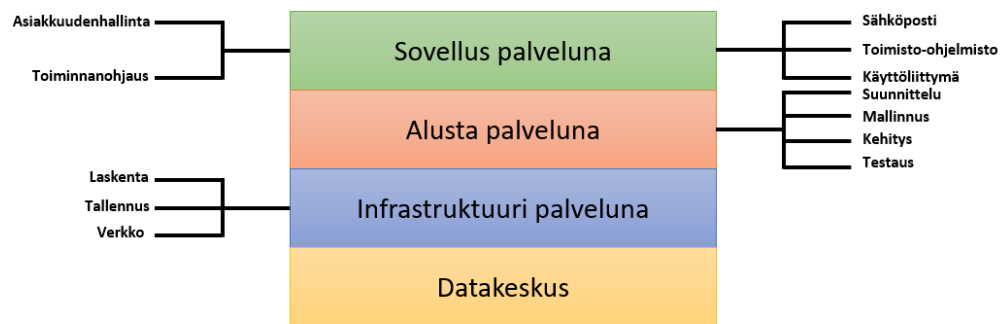 Asiakkuudenhallinta
Toiminnanohjaus
Sovellus palveluna
Sähköposti
Toimisto-ohjelmisto
Käyttöliittymä
Alusta palveluna
Suunnittelu
Mallinnus
Kehitys
Testaus
Laskenta
Tallennus
Verkko
Infrastruktuuri palveluna
Datakeskus